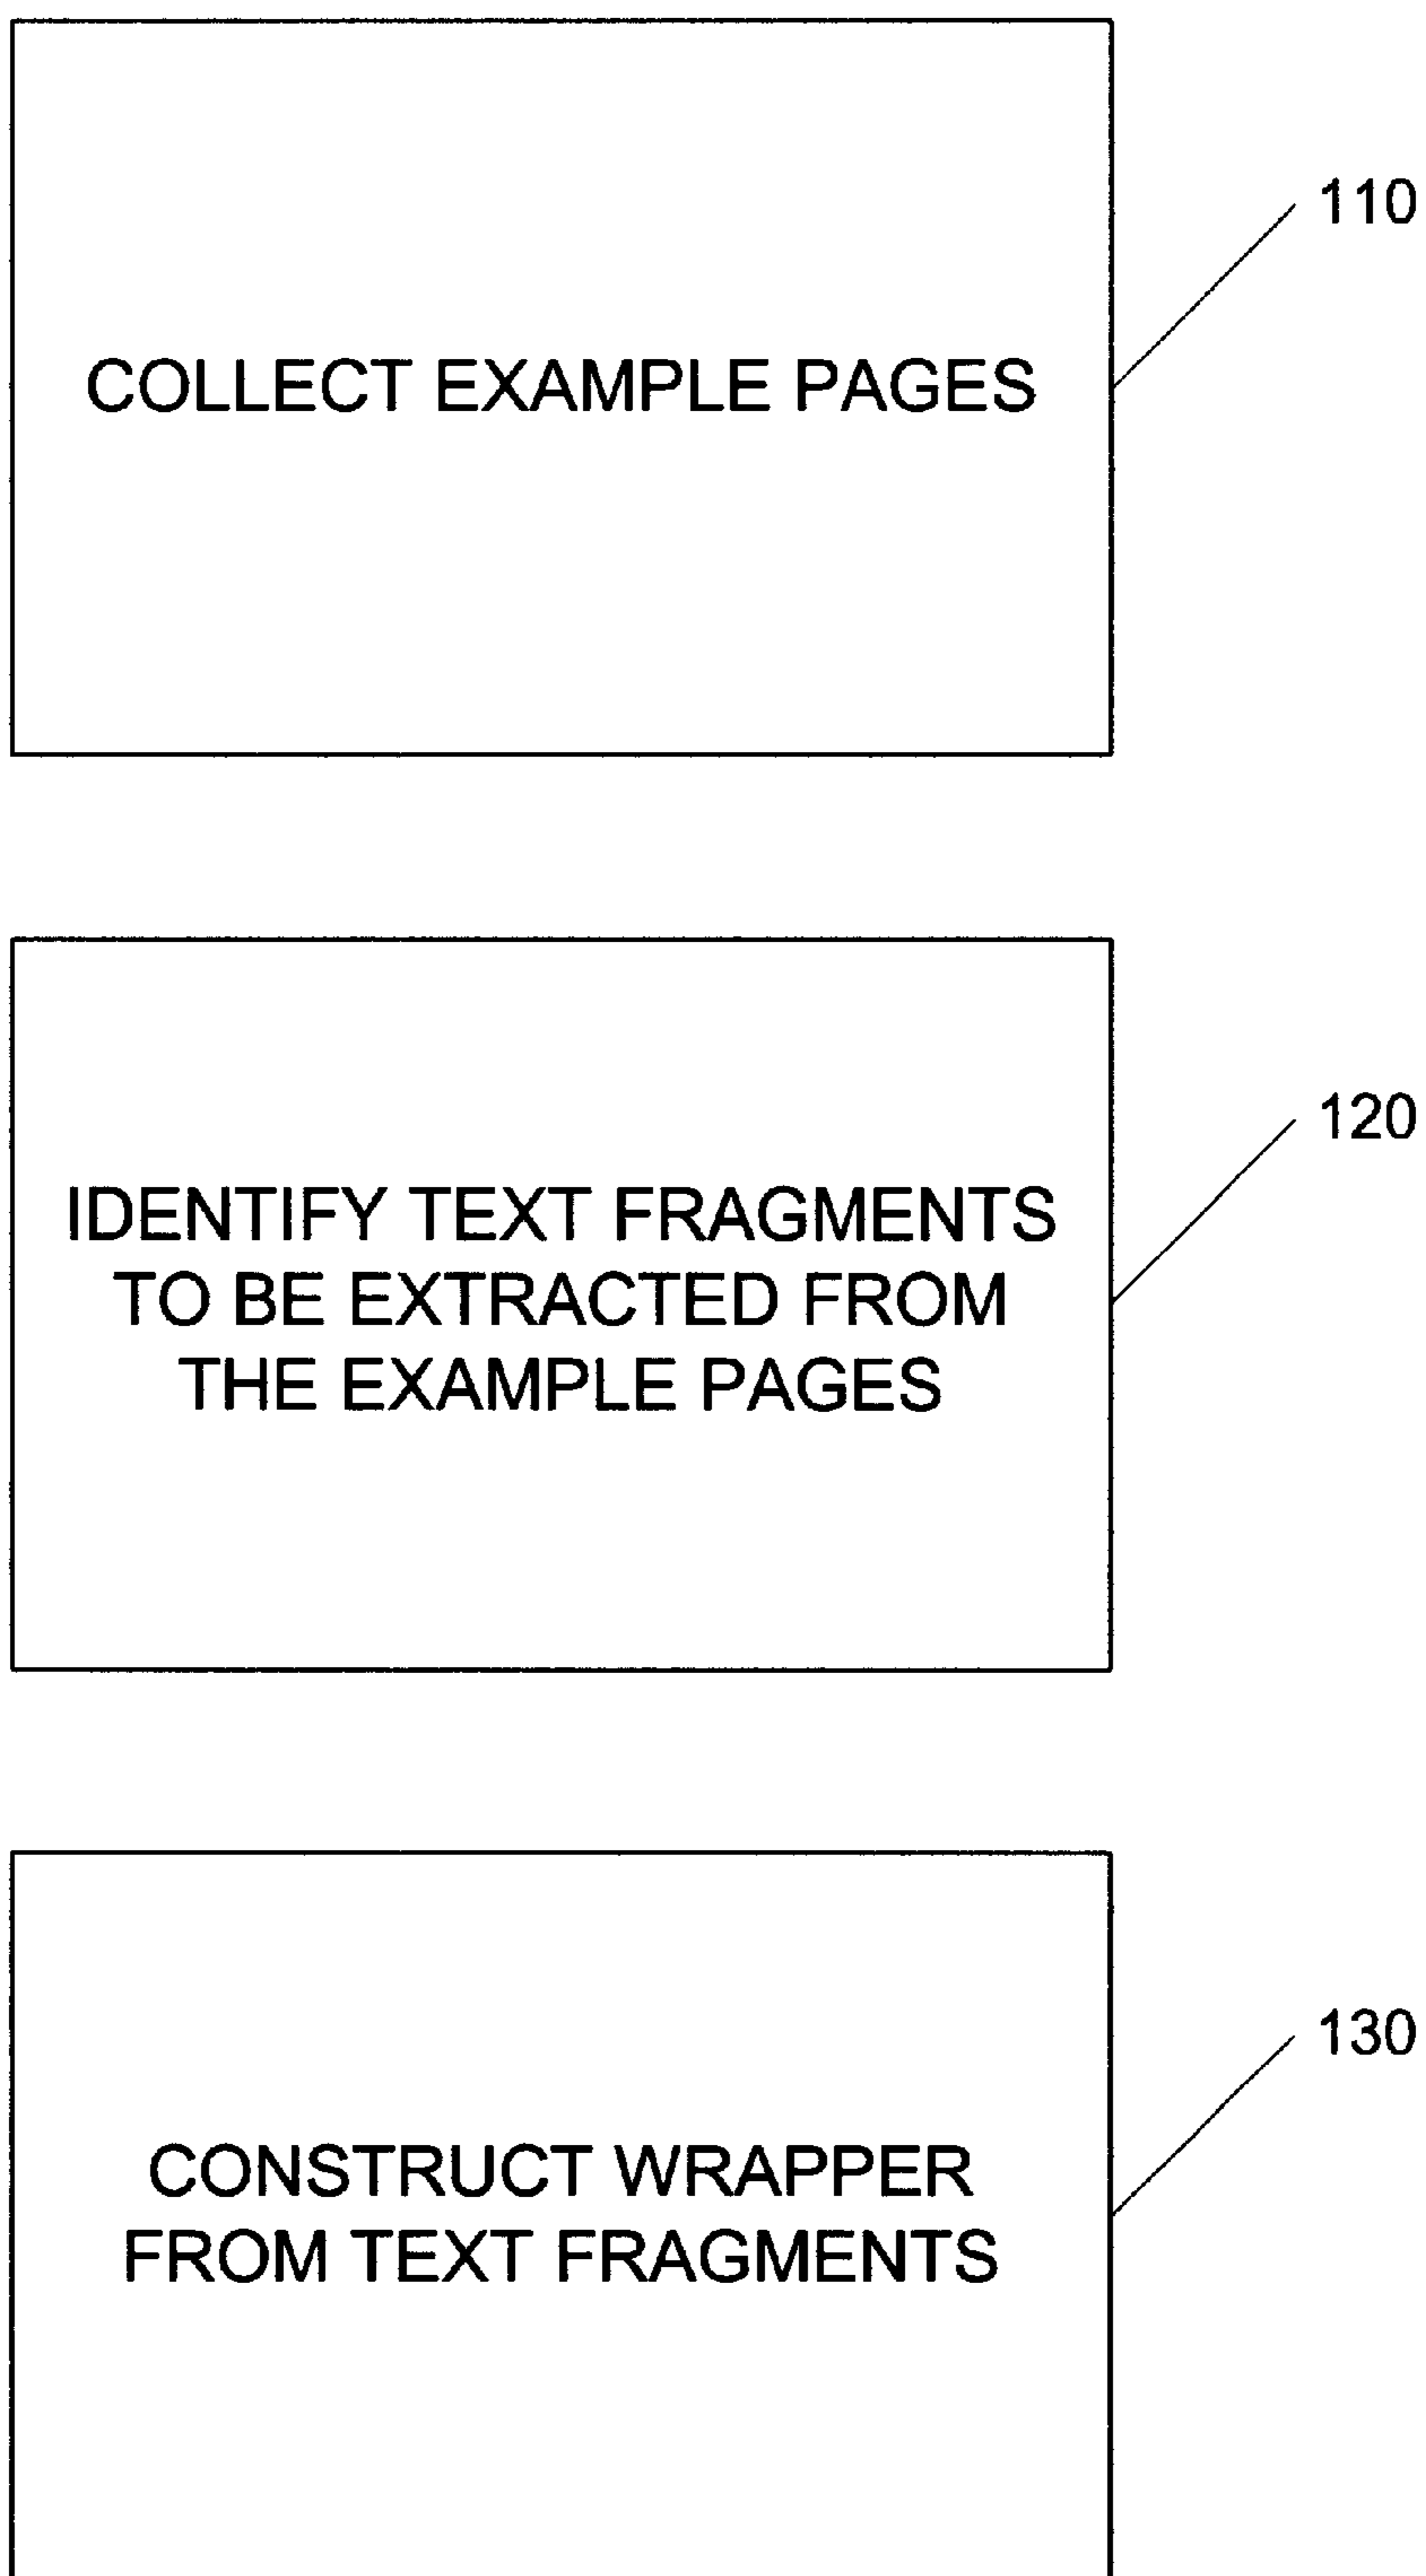 110
COLLECT EXAMPLE PAGES
120
IDENTIFY TEXT FRAGMENTS
TO BE EXTRACTED FROM
THE EXAMPLE PAGES
130
CONSTRUCT WRAPPER
FROM TEXT FRAGMENTS